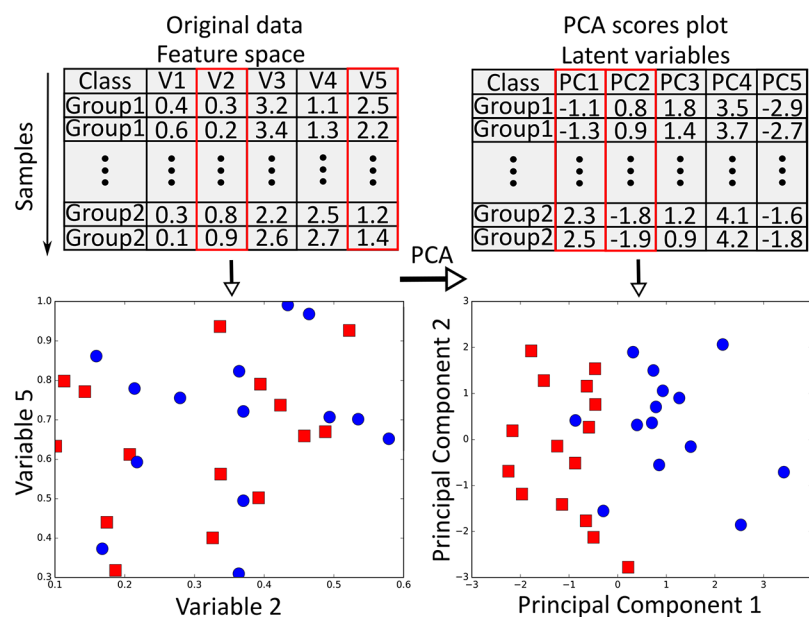 Original data
Feature space
Samples
Class V1 V2 V3 V4 V5
Group1 0.4 0.3 3.2 1.1 2.5
Group1 0.6 0.2 3.4 1.3 2.2
Group2 0.3 0.8 2.2 2.5 1.2
Group2 0.1 0.9 2.6 2.7 1.4
PCA scores plot
Latent variables
Class PC1 PC2 PC3 PC4 PC5
Group1 -1.1 0.8 1.8 3.5 -2.9
Group1 -1.3 0.9 1.4 3.7 -2.7
Group2 2.3 -1.8 1.2 4.1 -1.6
Group2 2.5 -1.9 0.9 4.2 -1.8
PCA
Variable 5
1.0
0.9
0.8
0.7
0.6
0.5
0.4
0.3
0.1 0.2 0.3 0.4 0.5 0.6
Variable 2
Principal Component 2
3
2
1
0
−1
−2
−3
−3 −2 −1 0 1 2 3
Principal Component 1